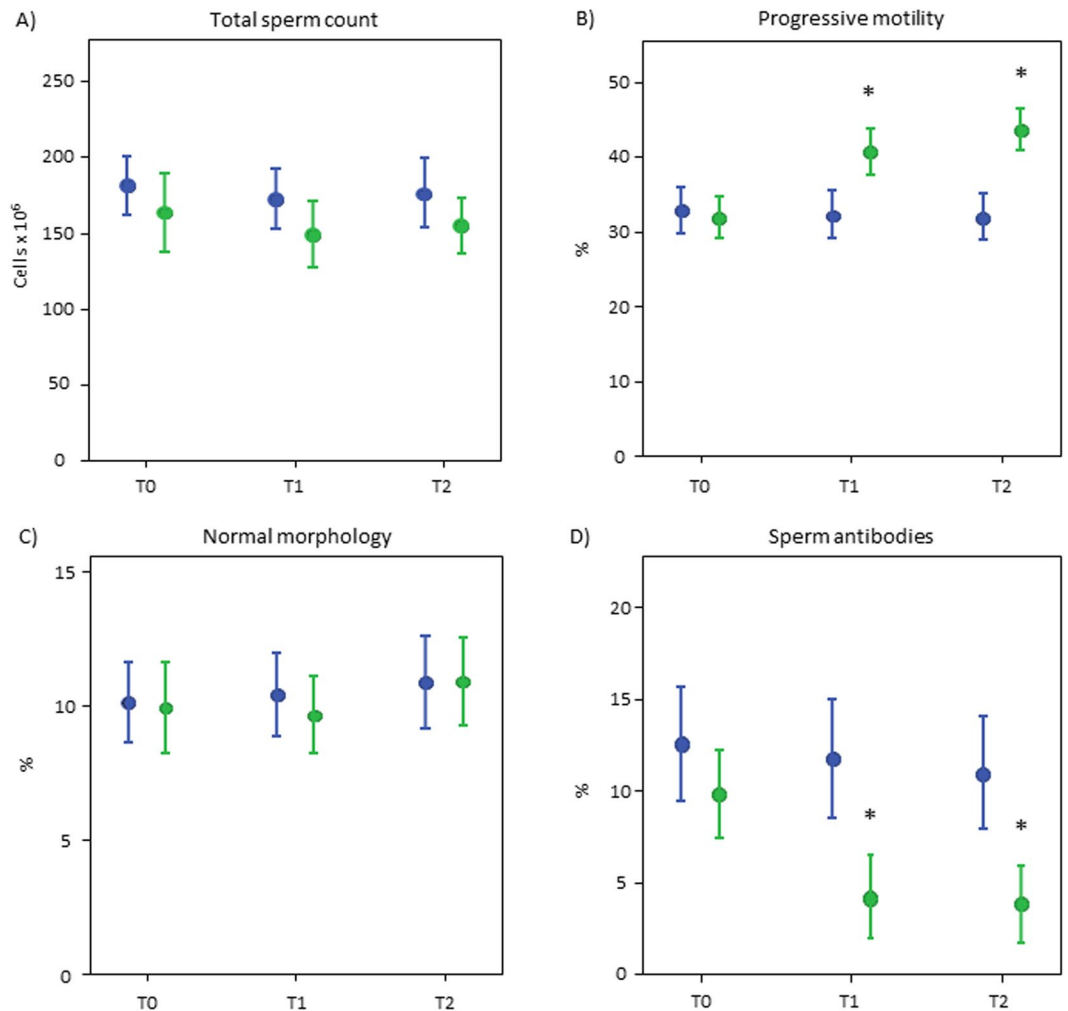 A) Total sperm count
250
200
150
100
50
0
Cells x 10⁶
T0 T1 T2
B) Progressive motility
50
40
30
20
10
0
%
* *
T0 T1 T2
C) Normal morphology
15
10
5
0
%
T0 T1 T2
D) Sperm antibodies
20
15
10
5
0
%
* *
T0 T1 T2